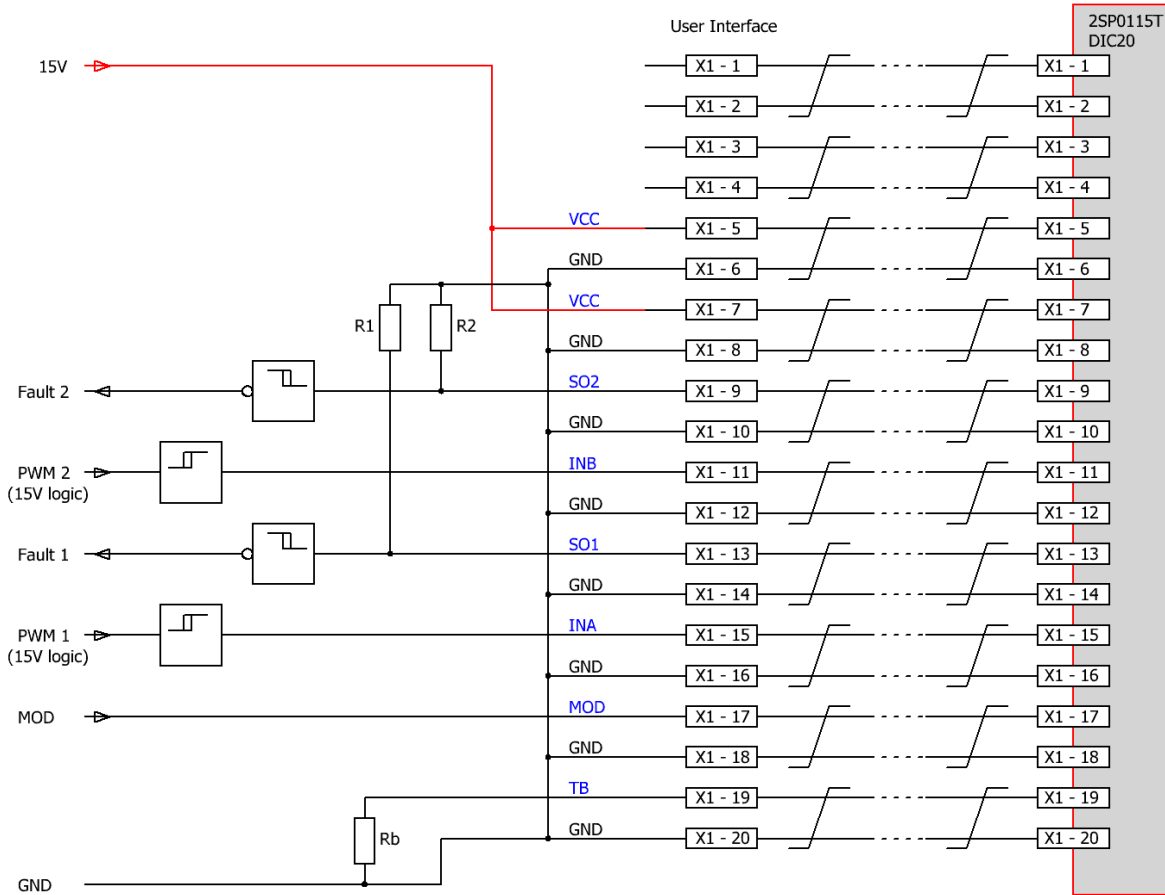 User Interface
2SP0115T
DIC20
15V
X1 - 1
X1 - 1
X1 - 2
X1 - 2
X1 - 3
X1 - 3
X1 - 4
X1 - 4
VCC
X1 - 5
X1 - 5
GND
X1 - 6
X1 - 6
R1
R2
VCC
X1 - 7
X1 - 7
GND
X1 - 8
X1 - 8
Fault 2
SO2
X1 - 9
X1 - 9
GND
X1 - 10
X1 - 10
PWM 2
(15V logic)
INB
X1 - 11
X1 - 11
GND
X1 - 12
X1 - 12
Fault 1
SO1
X1 - 13
X1 - 13
GND
X1 - 14
X1 - 14
PWM 1
(15V logic)
INA
X1 - 15
X1 - 15
GND
X1 - 16
X1 - 16
MOD
MOD
X1 - 17
X1 - 17
GND
X1 - 18
X1 - 18
TB
X1 - 19
X1 - 19
Rb
GND
X1 - 20
X1 - 20
GND